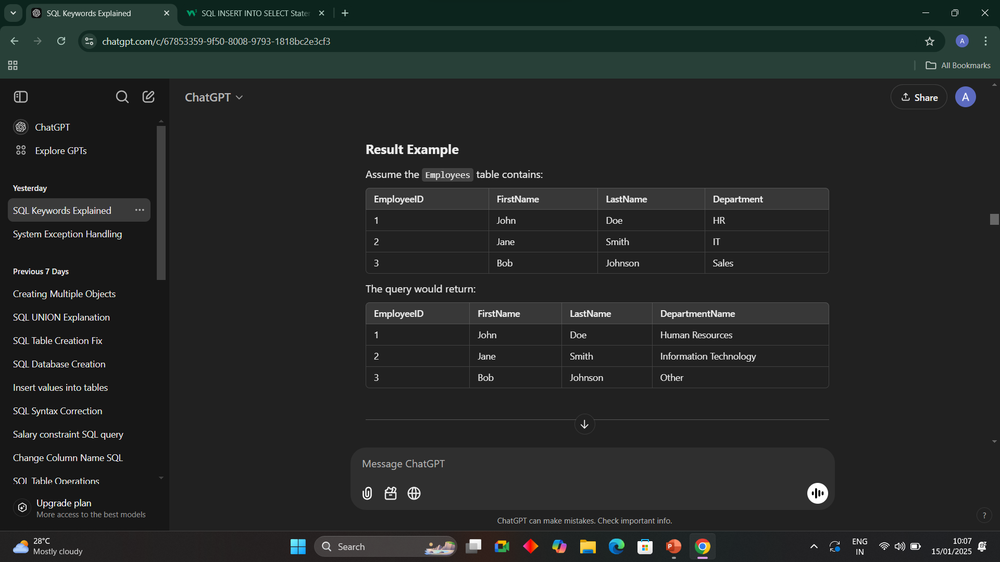 SQL Keywords Explained
SQL INSERT INTO SELECT Stater
chatgpt.com/c/67853359-9f50-8008-9793-1818bc2e3cf3
A
All Bookmarks
ChatGPT
Share
A
ChatGPT
Explore GPTs
Yesterday
SQL Keywords Explained
System Exception Handling
Previous 7 Days
Creating Multiple Objects
SQL UNION Explanation
SQL Table Creation Fix
SQL Database Creation
Insert values into tables
SQL Syntax Correction
Salary constraint SQL query
Change Column Name SQL
SQL Table Operations
Upgrade plan
More access to the best models
Result Example
Assume the Employees table contains:
EmployeeID FirstName LastName Department
1 John Doe HR
2 Jane Smith IT
3 Bob Johnson Sales
The query would return:
EmployeeID FirstName LastName DepartmentName
1 John Doe Human Resources
2 Jane Smith Information Technology
3 Bob Johnson Other
Message ChatGPT
ChatGPT can make mistakes. Check important info.
?
28°C
Mostly cloudy
Search
ENG
IN
10:07
15/01/2025